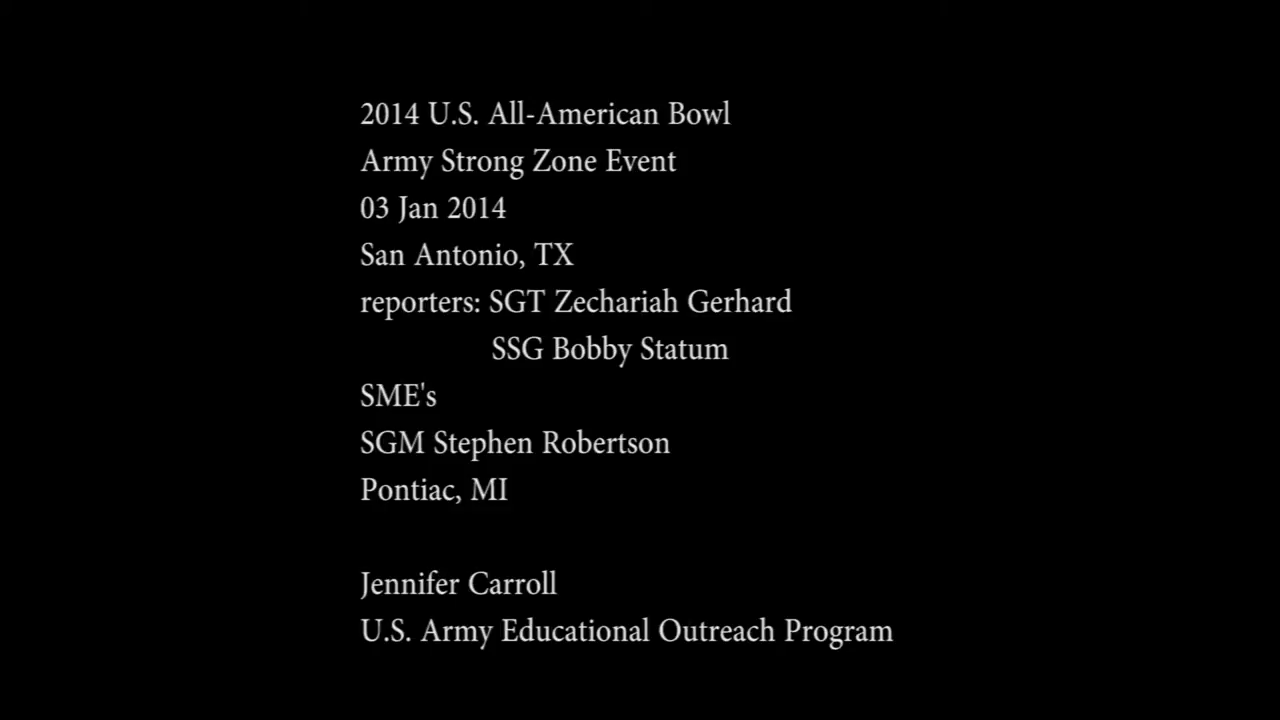 2014 U.S. All-American Bowl
Army Strong Zone Event
03 Jan 2014
San Antonio, TX
reporters: SGT Zechariah Gerhard
SSG Bobby Statum
SME's
SGM Stephen Robertson
Pontiac, MI
Jennifer Carroll
U.S. Army Educational Outreach Program